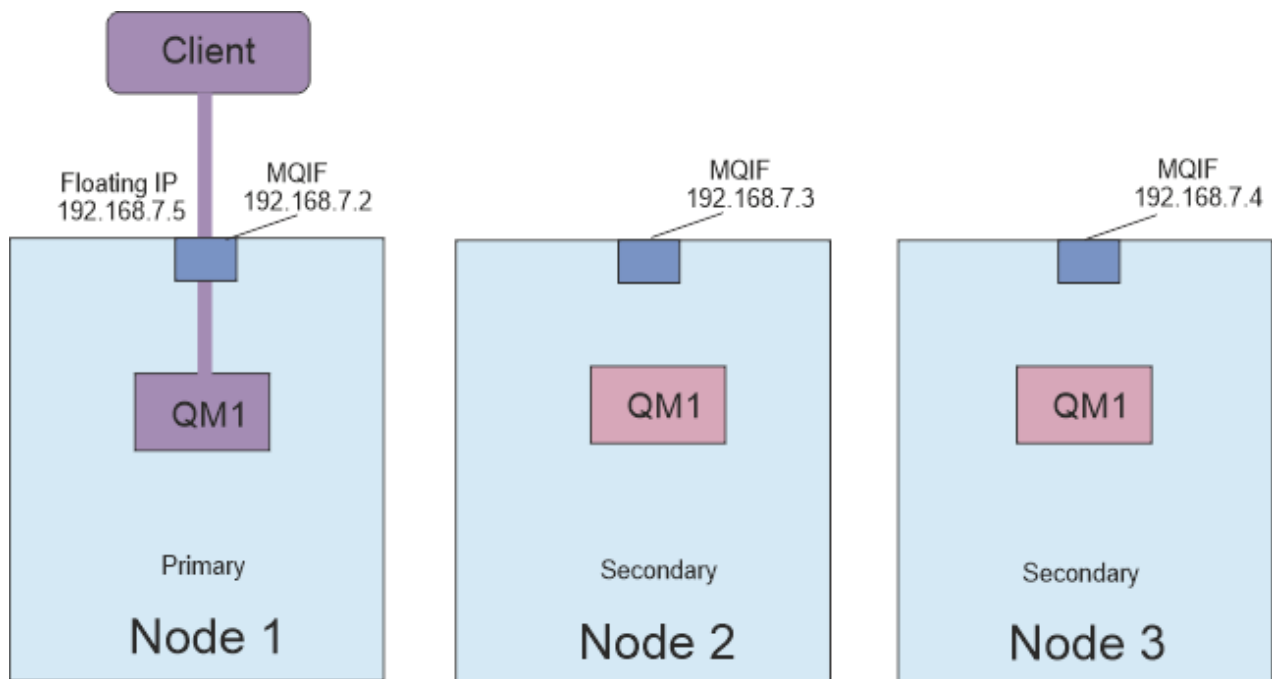 Client
Floating IP
192.168.7.5
MQIF
192.168.7.2
MQIF
192.168.7.3
MQIF
192.168.7.4
QM1
QM1
QM1
Primary
Secondary
Secondary
Node 1
Node 2
Node 3